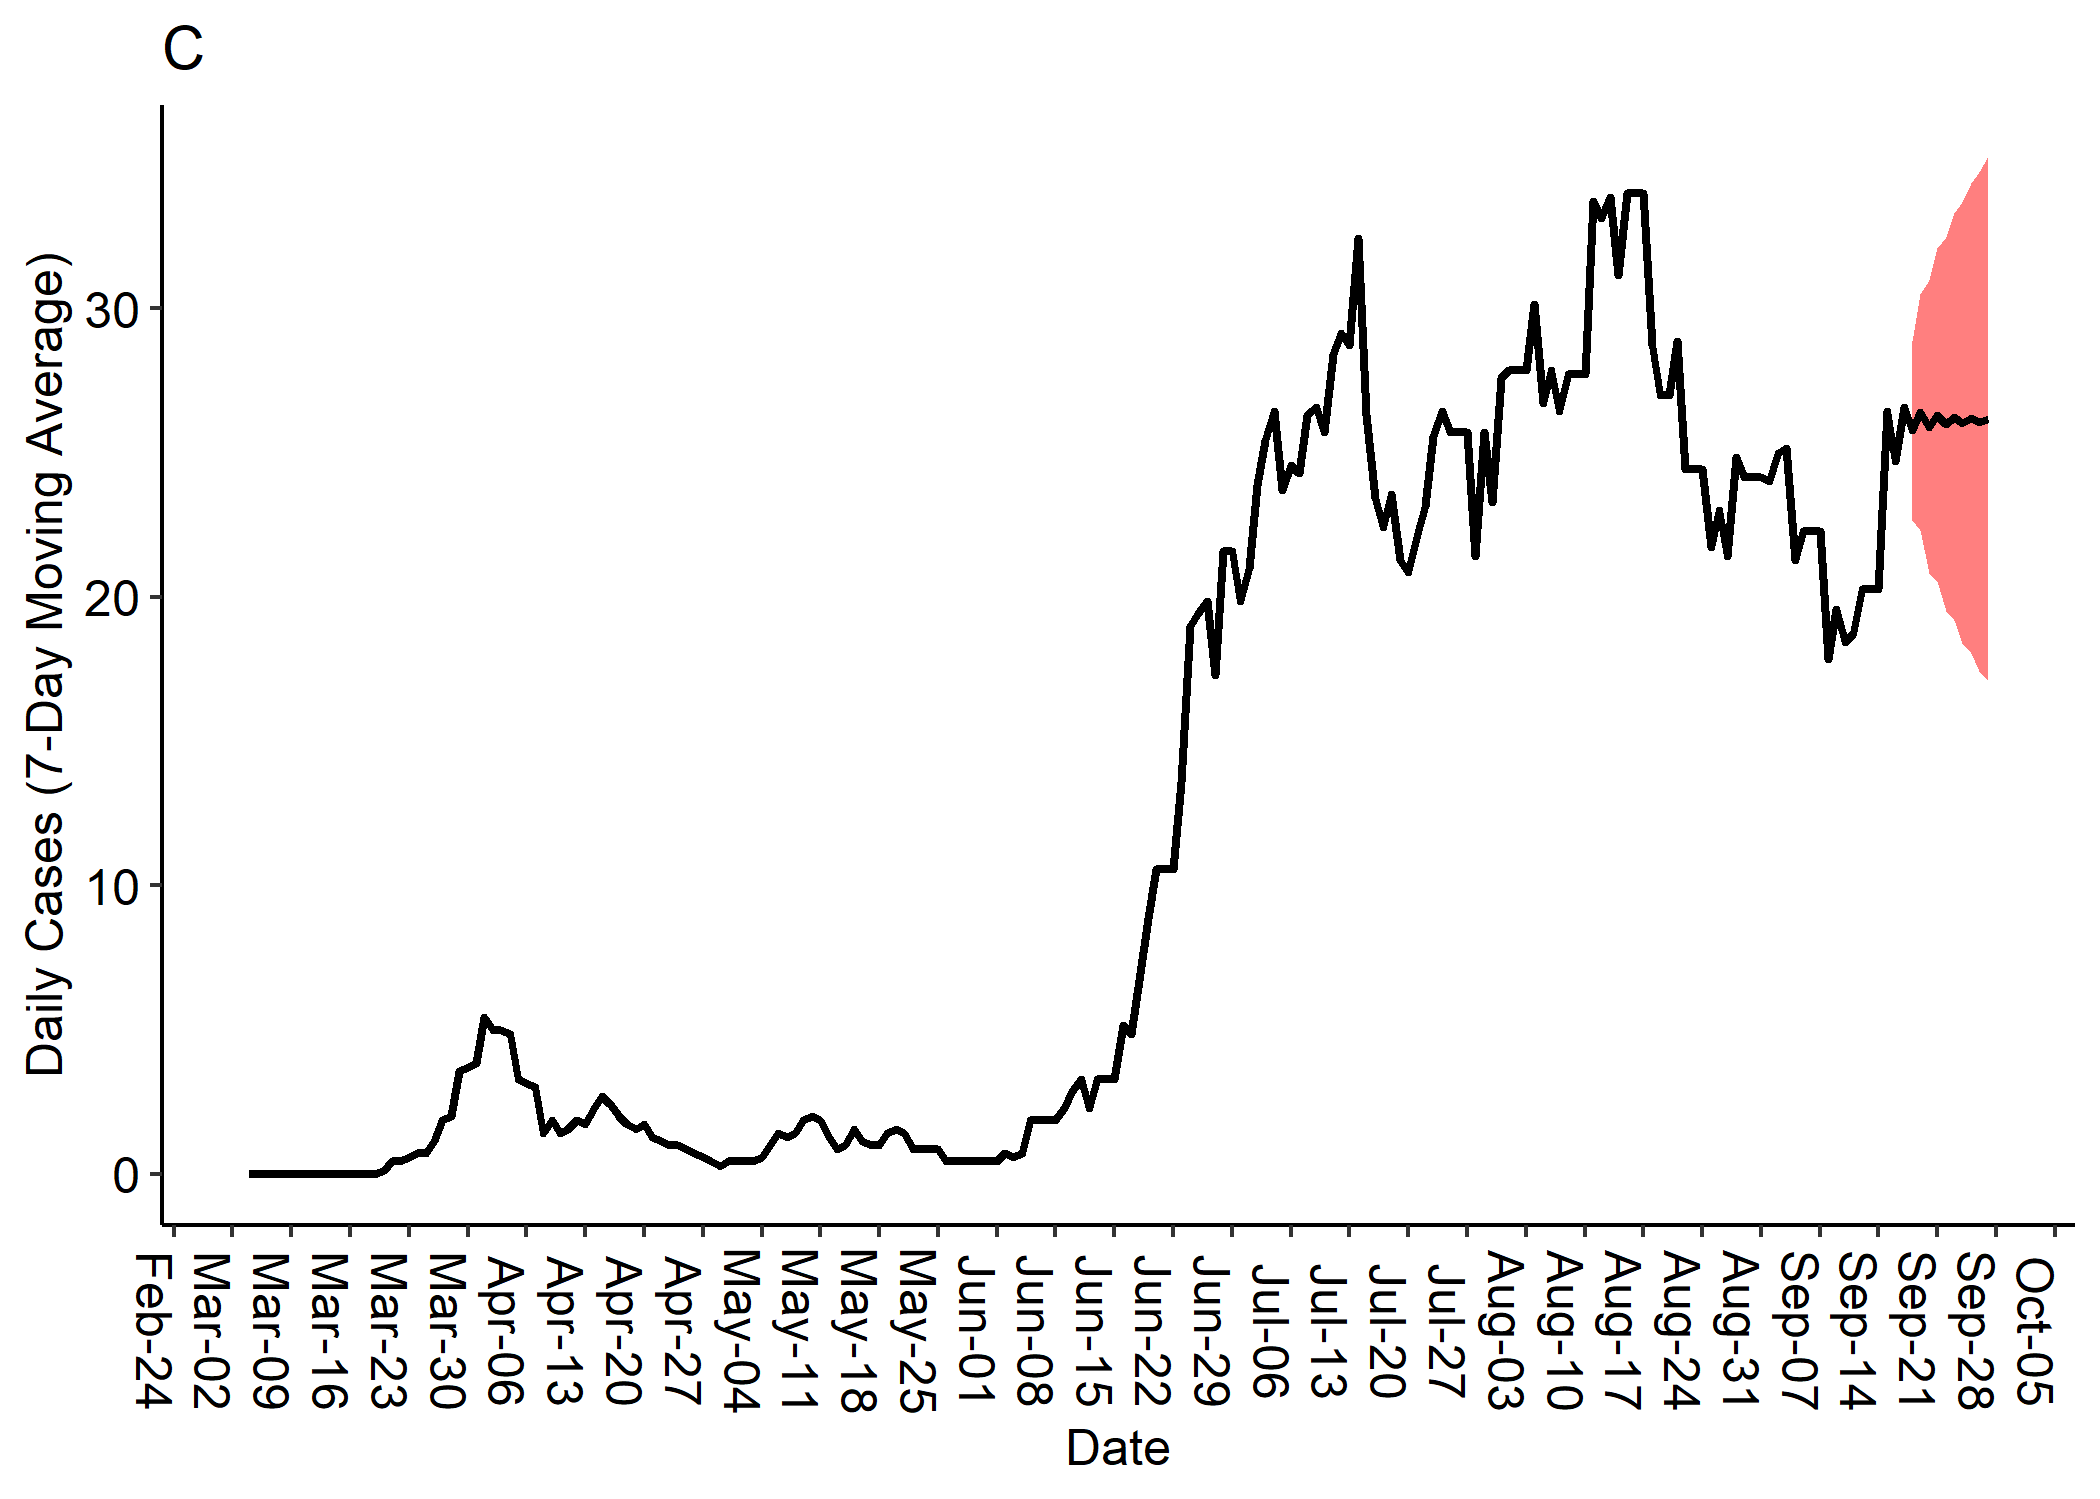 C
Daily Cases (7-Day Moving Average)
30
20
10
0
Feb-24
Mar-02
Mar-09
Mar-16
Mar-23
Mar-30
Apr-06
Apr-13
Apr-20
Apr-27
May-04
May-11
May-18
May-25
Jun-01
Jun-08
Jun-15
Jun-22
Jun-29
Jul-06
Jul-13
Jul-20
Jul-27
Aug-03
Aug-10
Aug-17
Aug-24
Aug-31
Sep-07
Sep-14
Sep-21
Sep-28
Oct-05
Date